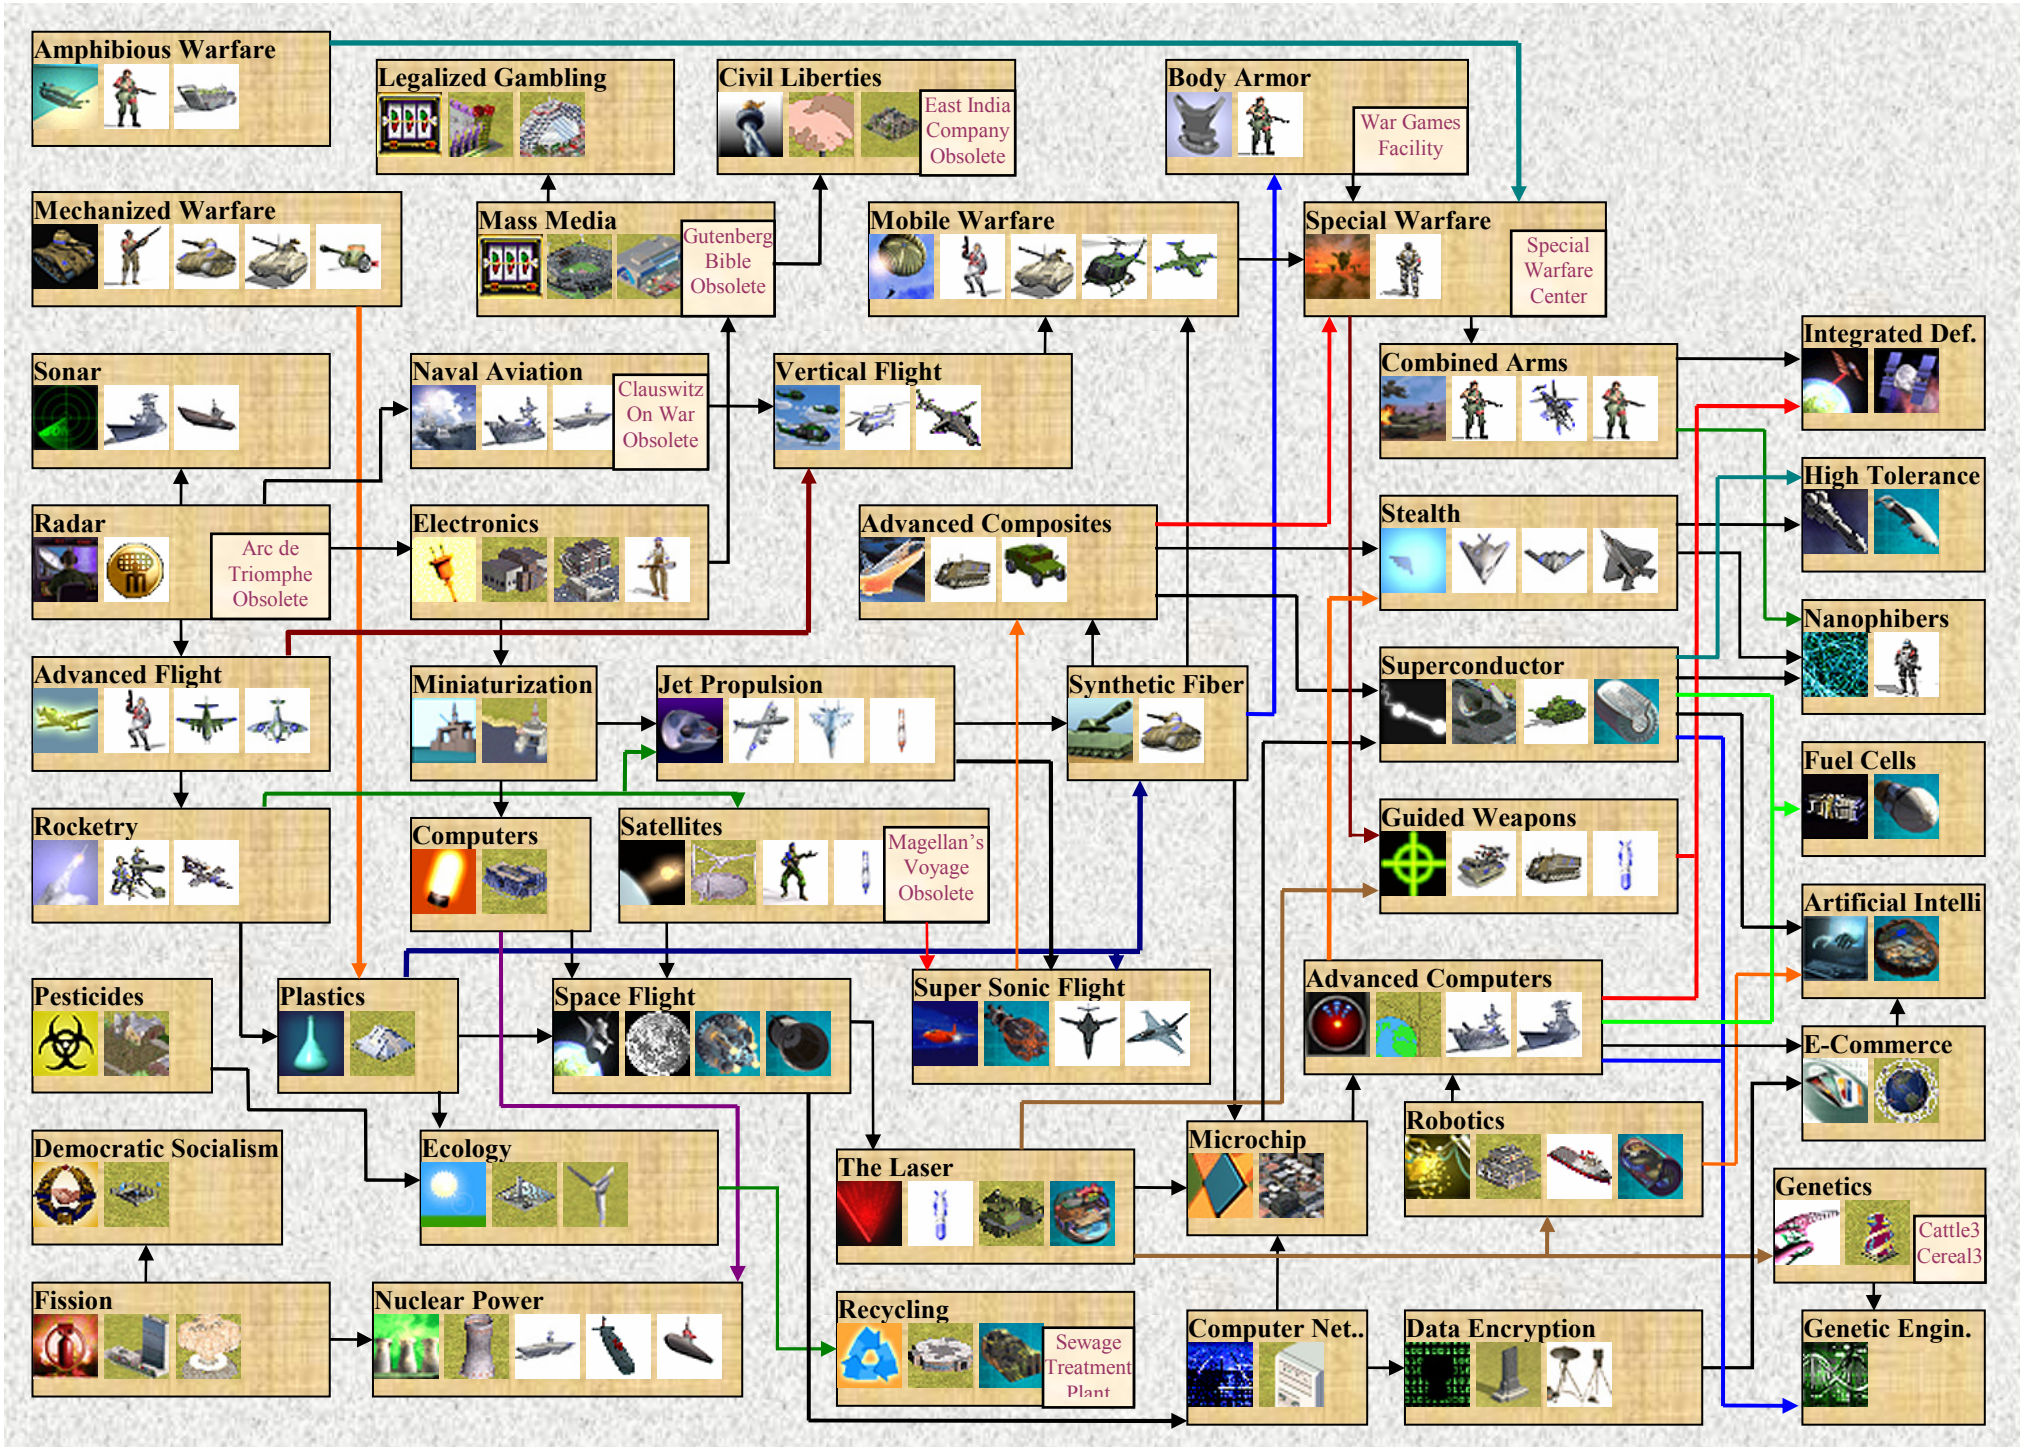 Amphibious Warfare
Legalized Gambling
Civil Liberties
East India
Company
Obsolete
Body Armor
War Games
Facility
Mechanized Warfare
Mass Media
Gutenberg
Bible
Obsolete
Mobile Warfare
Special Warfare
Special
Warfare
Center
Integrated Def.
Sonar
Naval Aviation
Clauswitz
On War
Obsolete
Vertical Flight
Combined Arms
High Tolerance
Radar
Arc de
Triomphe
Obsolete
Electronics
Advanced Composites
Stealth
Nanophibers
Advanced Flight
Miniaturization
Jet Propulsion
Synthetic Fiber
Superconductor
Fuel Cells
Rocketry
Computers
Satellites
Magellan's
Voyage
Obsolete
Guided Weapons
Artificial Intelli
Pesticides
Plastics
Space Flight
Super Sonic Flight
Advanced Computers
E-Commerce
Democratic Socialism
Ecology
The Laser
Microchip
Robotics
Genetics
Cattle3
Cereal3
Fission
Nuclear Power
Recycling
Sewage
Treatment
Plant
Computer Net..
Data Encryption
Genetic Engin.